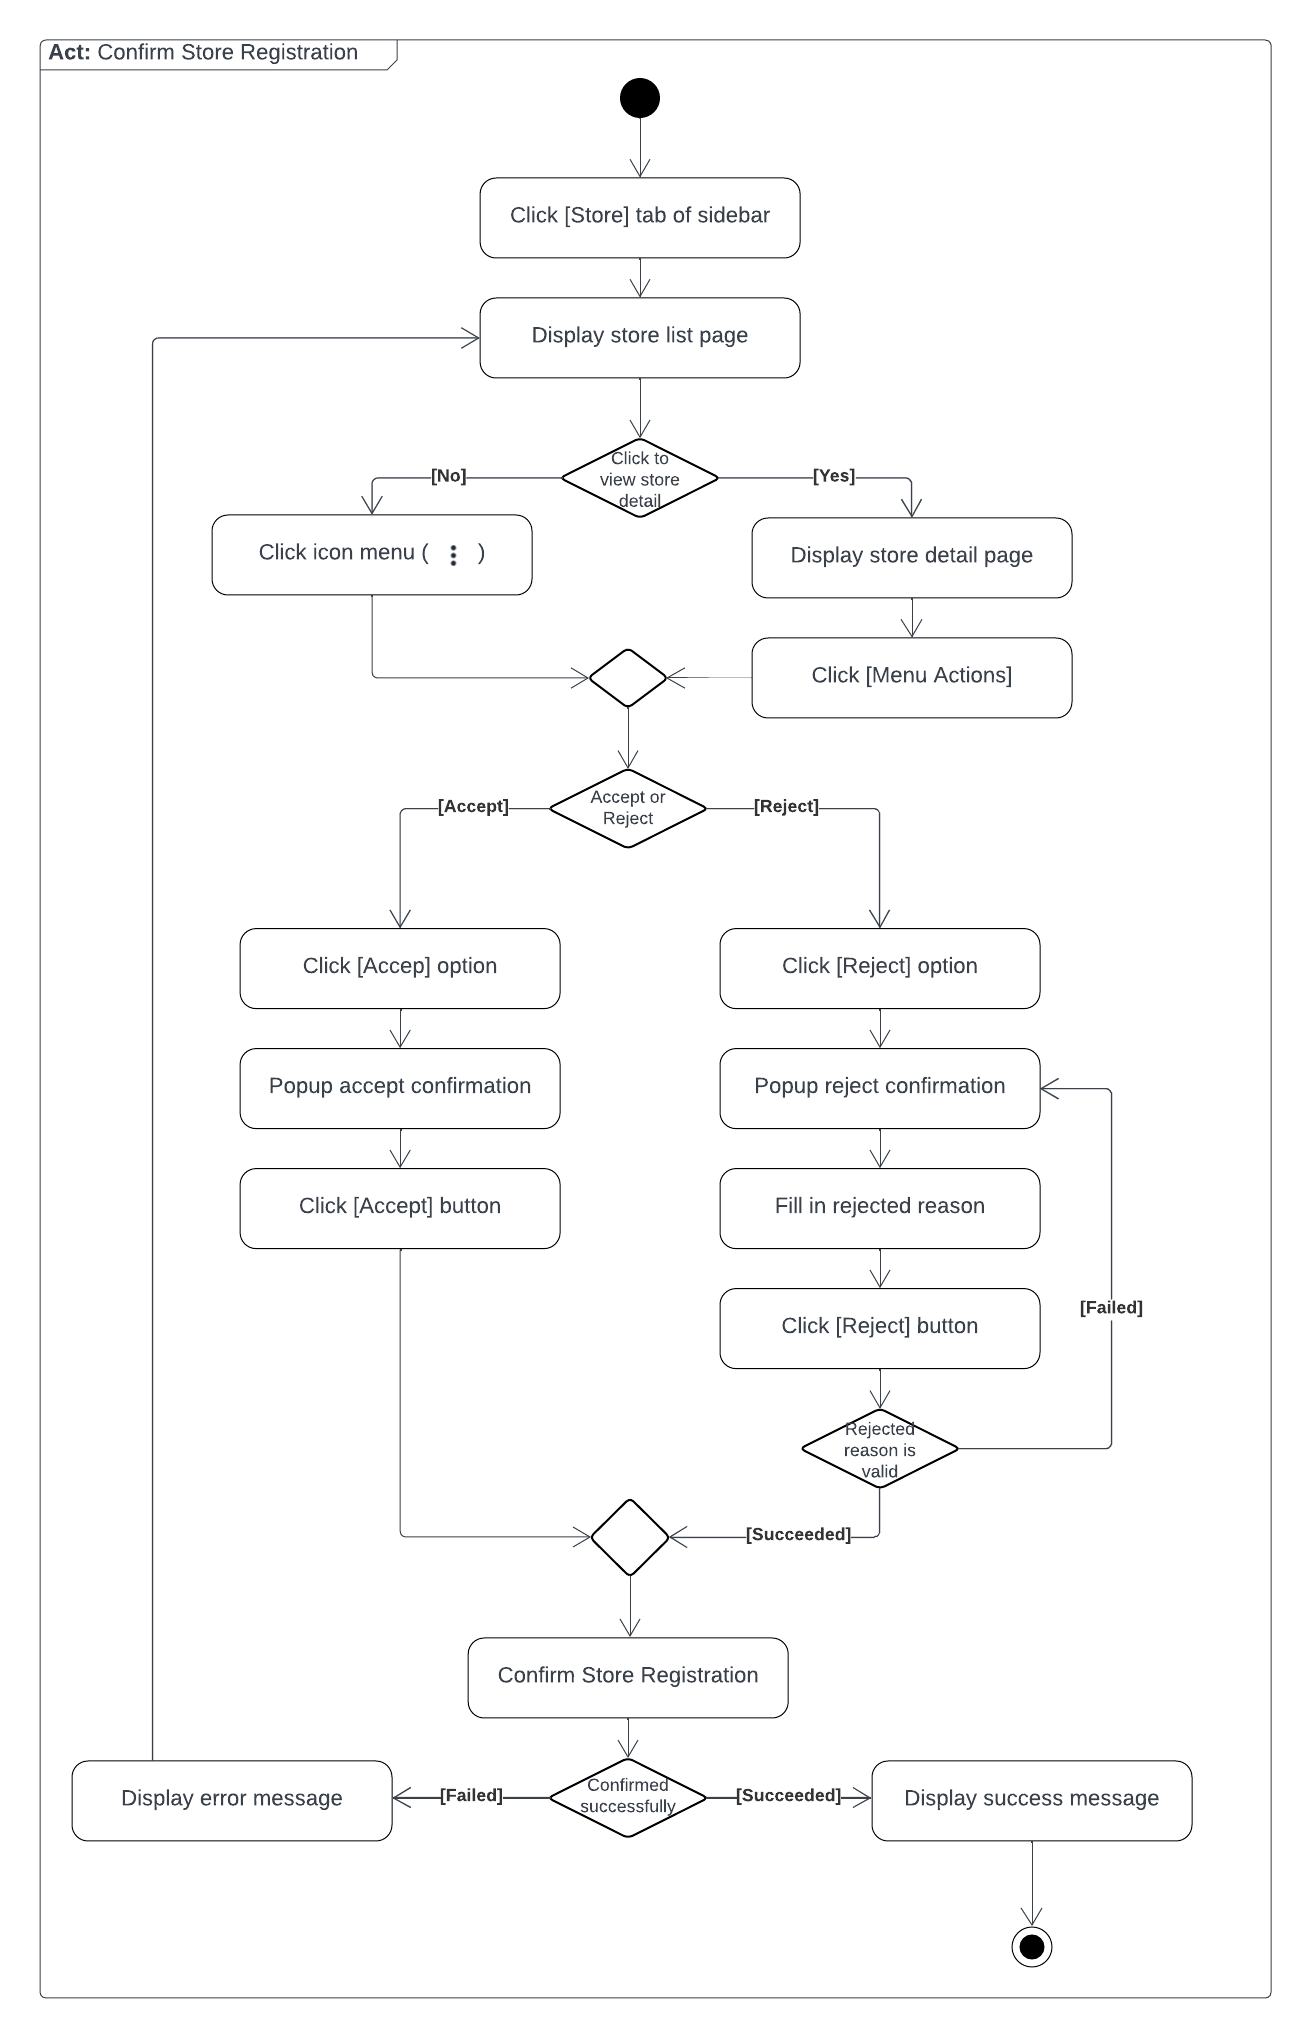 Act: Confirm Store Registration
Click [Store] tab of sidebar
Display store list page
Click to
view store
detail
[No]
[Yes]
Click icon menu ( ⋮ )
Display store detail page
Click [Menu Actions]
Accept or
Reject
[Accept]
[Reject]
Click [Accep] option
Click [Reject] option
Popup accept confirmation
Popup reject confirmation
Click [Accept] button
Fill in rejected reason
Click [Reject] button
[Failed]
Rejected
reason is
valid
[Succeeded]
Confirm Store Registration
Confirmed
successfully
[Failed]
[Succeeded]
Display error message
Display success message